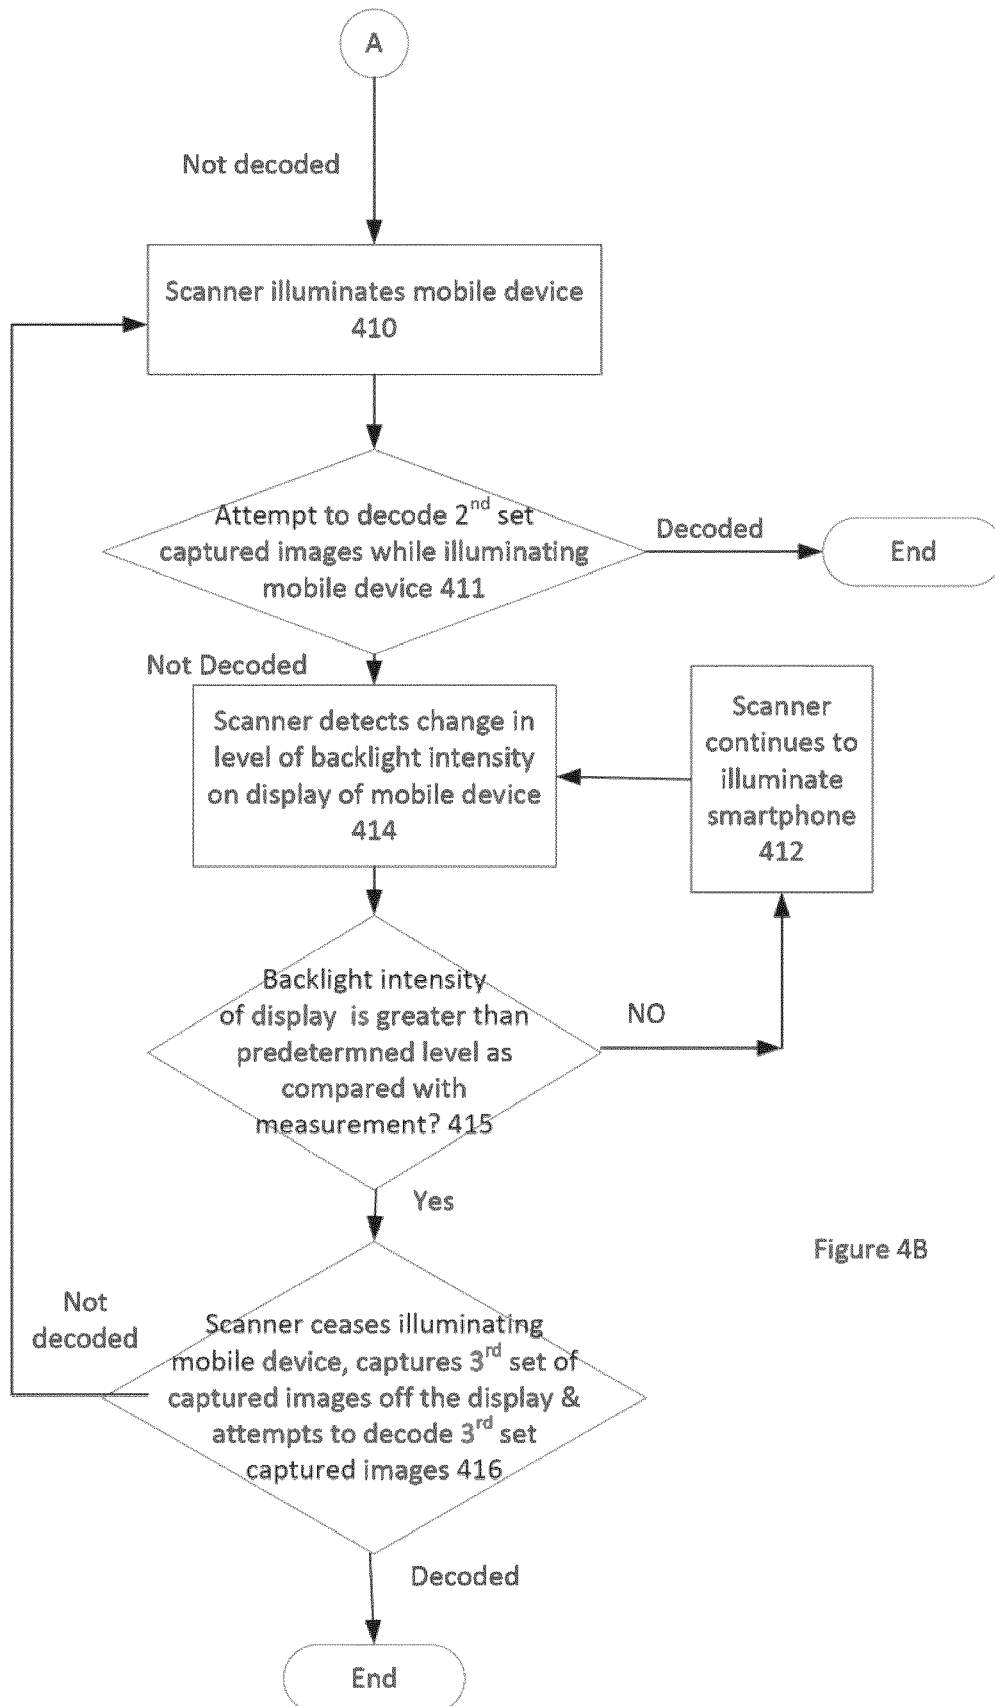 A
Not decoded
Scanner illuminates mobile device
410
Attempt to decode 2nd set
captured images while illuminating
mobile device 411
Decoded
End
Not Decoded
Scanner detects change in
level of backlight intensity
on display of mobile device
414
Scanner
continues to
illuminate
smartphone
412
Backlight intensity
of display is greater than
predetermned level as
compared with
measurement? 415
NO
Yes
Figure 4B
Not
decoded
Scanner ceases illuminating
mobile device, captures 3rd set of
captured images off the display &
attempts to decode 3rd set
captured images 416
Decoded
End